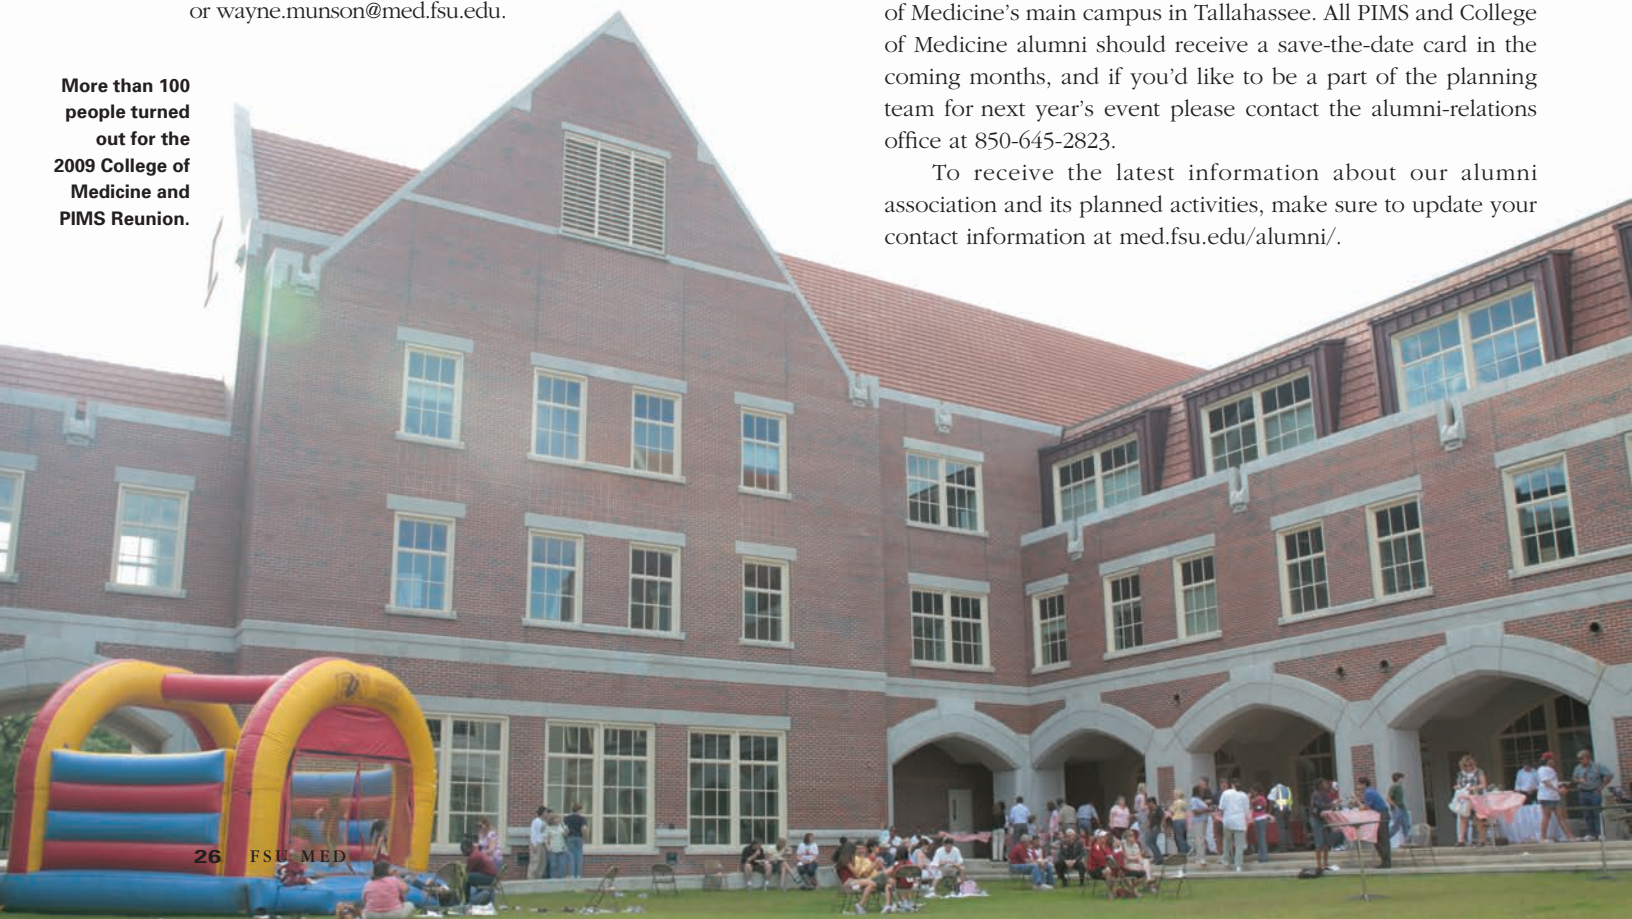 or wayne.munson@med.fsu.edu.
More than 100
people turned
out for the
2009 College of
Medicine and
PIMS Reunion.
of Medicine's main campus in Tallahassee. All PIMS and College
of Medicine alumni should receive a save-the-date card in the
coming months, and if you'd like to be a part of the planning
team for next year's event please contact the alumni-relations
office at 850-645-2823.
To receive the latest information about our alumni
association and its planned activities, make sure to update your
contact information at med.fsu.edu/alumni/.
26 FSU MED